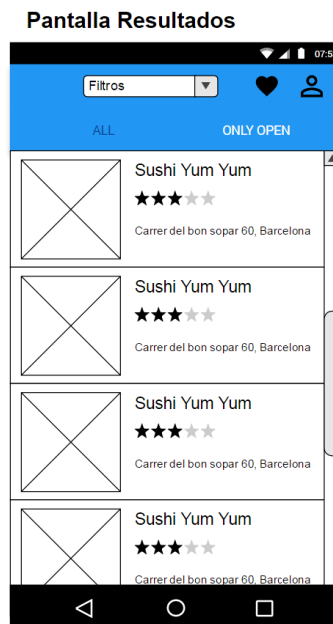 Pantalla Resultados
07:5
Filtros
ALL
ONLY OPEN
Sushi Yum Yum
Carrer del bon sopar 60, Barcelona
Sushi Yum Yum
Carrer del bon sopar 60, Barcelona
Sushi Yum Yum
Carrer del bon sopar 60, Barcelona
Sushi Yum Yum
Carrer del bon sopar 60, Barcelona